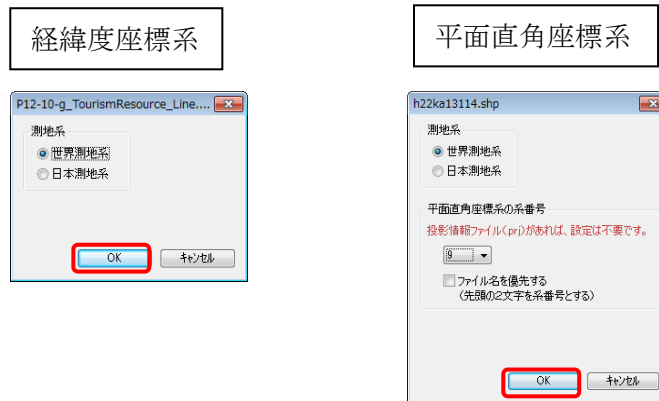 経緯度座標系
P12-10-g_TourismResource_Line....
測地系
世界測地系
日本測地系
OK
キャンセル
平面直角座標系
h22ka13114.shp
測地系
世界測地系
日本測地系
平面直角座標系の系番号
投影情報ファイル(prj)があれば、設定は不要です。
9
ファイル名を優先する
(先頭の2文字を系番号とする)
OK
キャンセル